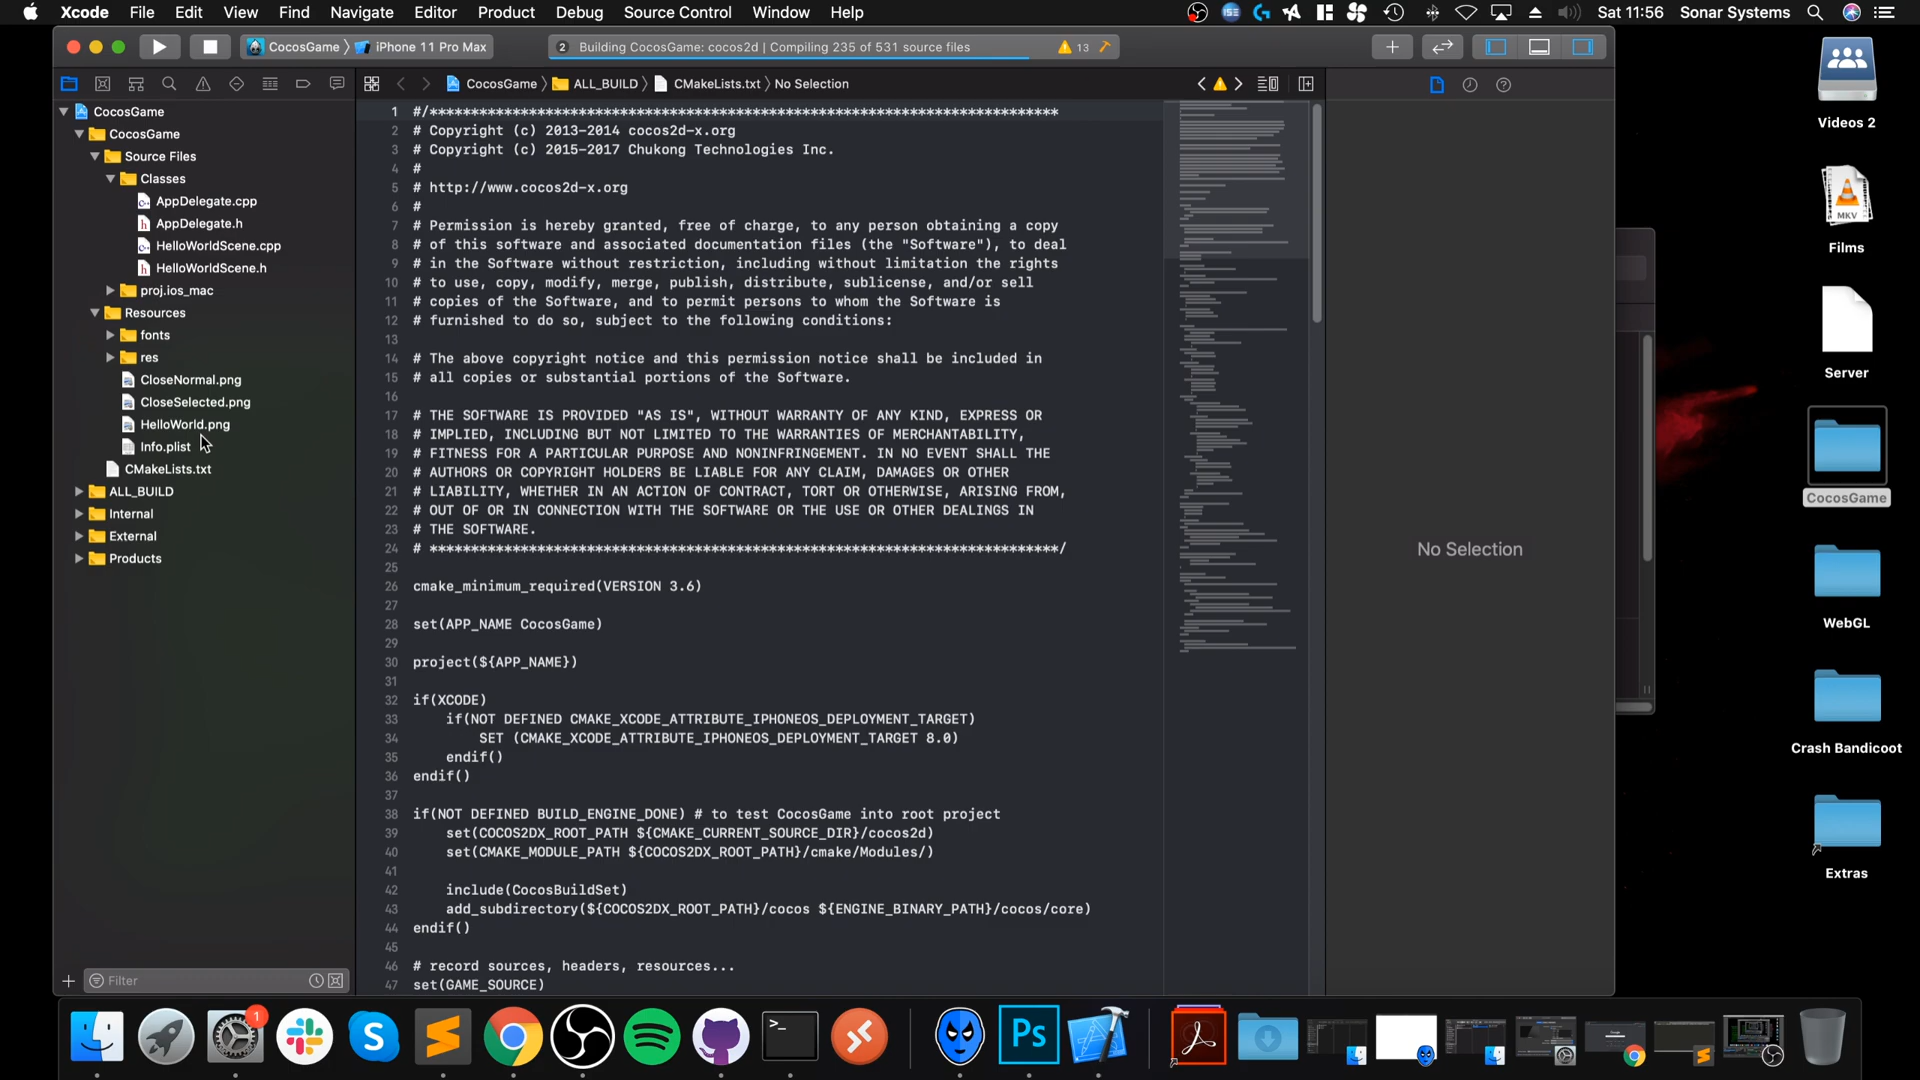 Xcode File Edit View Find Navigate Editor Product Debug Source Control Window Help
Sat 11:56 Sonar Systems
CocosGame iPhone 11 Pro Max
2 Building CocosGame: cocos2d | Compiling 235 of 531 source files 13
CocosGame ALL_BUILD CMakeLists.txt No Selection
CocosGame
CocosGame
Source Files
Classes
AppDelegate.cpp
AppDelegate.h
HelloWorldScene.cpp
HelloWorldScene.h
proj.ios_mac
Resources
fonts
res
CloseNormal.png
CloseSelected.png
HelloWorld.png
Info.plist
CMakeLists.txt
ALL_BUILD
Internal
External
Products
Filter
1 #/****************************************************************************
2 # Copyright (c) 2013-2014 cocos2d-x.org
3 # Copyright (c) 2015-2017 Chukong Technologies Inc.
4 #
5 # http://www.cocos2d-x.org
6 #
7 # Permission is hereby granted, free of charge, to any person obtaining a copy
8 # of this software and associated documentation files (the "Software"), to deal
9 # in the Software without restriction, including without limitation the rights
10 # to use, copy, modify, merge, publish, distribute, sublicense, and/or sell
11 # copies of the Software, and to permit persons to whom the Software is
12 # furnished to do so, subject to the following conditions:
13
14 # The above copyright notice and this permission notice shall be included in
15 # all copies or substantial portions of the Software.
16
17 # THE SOFTWARE IS PROVIDED "AS IS", WITHOUT WARRANTY OF ANY KIND, EXPRESS OR
18 # IMPLIED, INCLUDING BUT NOT LIMITED TO THE WARRANTIES OF MERCHANTABILITY,
19 # FITNESS FOR A PARTICULAR PURPOSE AND NONINFRINGEMENT. IN NO EVENT SHALL THE
20 # AUTHORS OR COPYRIGHT HOLDERS BE LIABLE FOR ANY CLAIM, DAMAGES OR OTHER
21 # LIABILITY, WHETHER IN AN ACTION OF CONTRACT, TORT OR OTHERWISE, ARISING FROM,
22 # OUT OF OR IN CONNECTION WITH THE SOFTWARE OR THE USE OR OTHER DEALINGS IN
23 # THE SOFTWARE.
24 # ****************************************************************************/
25
26 cmake_minimum_required(VERSION 3.6)
27
28 set(APP_NAME CocosGame)
29
30 project(${APP_NAME})
31
32 if(XCODE)
33 if(NOT DEFINED CMAKE_XCODE_ATTRIBUTE_IPHONEOS_DEPLOYMENT_TARGET)
34 SET (CMAKE_XCODE_ATTRIBUTE_IPHONEOS_DEPLOYMENT_TARGET 8.0)
35 endif()
36 endif()
37
38 if(NOT DEFINED BUILD_ENGINE_DONE) # to test CocosGame into root project
39 set(COCOS2DX_ROOT_PATH ${CMAKE_CURRENT_SOURCE_DIR}/cocos2d)
40 set(CMAKE_MODULE_PATH ${COCOS2DX_ROOT_PATH}/cmake/Modules/)
41
42 include(CocosBuildSet)
43 add_subdirectory(${COCOS2DX_ROOT_PATH}/cocos ${ENGINE_BINARY_PATH}/cocos/core)
44 endif()
45
46 # record sources, headers, resources...
47 set(GAME_SOURCE)
No Selection
Videos 2
MKV
Films
Server
CocosGame
WebGL
Crash Bandicoot
Extras
1
Ps